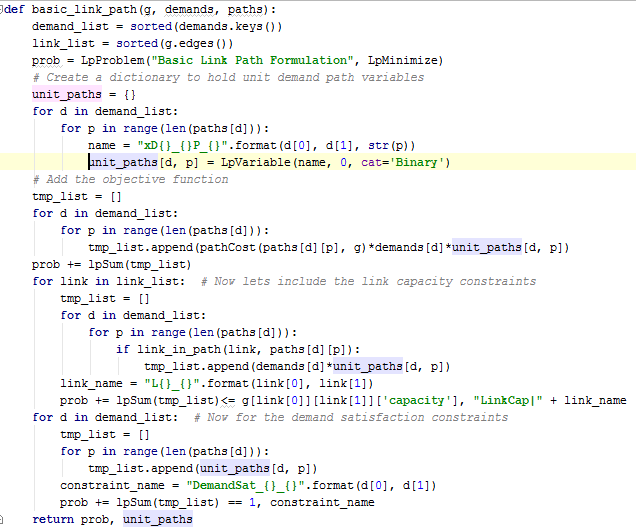 def basic_link_path(g, demands, paths):
    demand_list = sorted(demands.keys())
    link_list = sorted(g.edges())
    prob = LpProblem("Basic Link Path Formulation", LpMinimize)
    # Create a dictionary to hold unit demand path variables
    unit_paths = {}
    for d in demand_list:
        for p in range(len(paths[d])):
            name = "xD{}_{}P_{}".format(d[0], d[1], str(p))
            unit_paths[d, p] = LpVariable(name, 0, cat='Binary')
    # Add the objective function
    tmp_list = []
    for d in demand_list:
        for p in range(len(paths[d])):
            tmp_list.append(pathCost(paths[d][p], g)*demands[d]*unit_paths[d, p])
    prob += lpSum(tmp_list)
    for link in link_list:  # Now lets include the link capacity constraints
        tmp_list = []
        for d in demand_list:
            for p in range(len(paths[d])):
                if link_in_path(link, paths[d][p]):
                    tmp_list.append(demands[d]*unit_paths[d, p])
        link_name = "L{}_{}".format(link[0], link[1])
        prob += lpSum(tmp_list)<= g[link[0]][link[1]]['capacity'], "LinkCap|" + link_name
    for d in demand_list:  # Now for the demand satisfaction constraints
        tmp_list = []
        for p in range(len(paths[d])):
            tmp_list.append(unit_paths[d, p])
        constraint_name = "DemandSat_{}_{}".format(d[0], d[1])
        prob += lpSum(tmp_list) == 1, constraint_name
    return prob, unit_paths